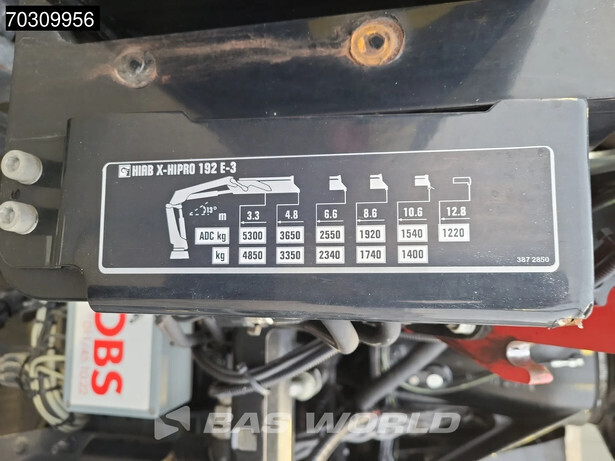 70309956
HIAB X-HIPRO 192 E-3
m 3.3 4.8 6.6 8.6 10.6 12.8
ADC kg 5300 3650 2550 1920 1540 1220
kg 4850 3350 2340 1740 1400
387 2850
OBS
BAS WORLD